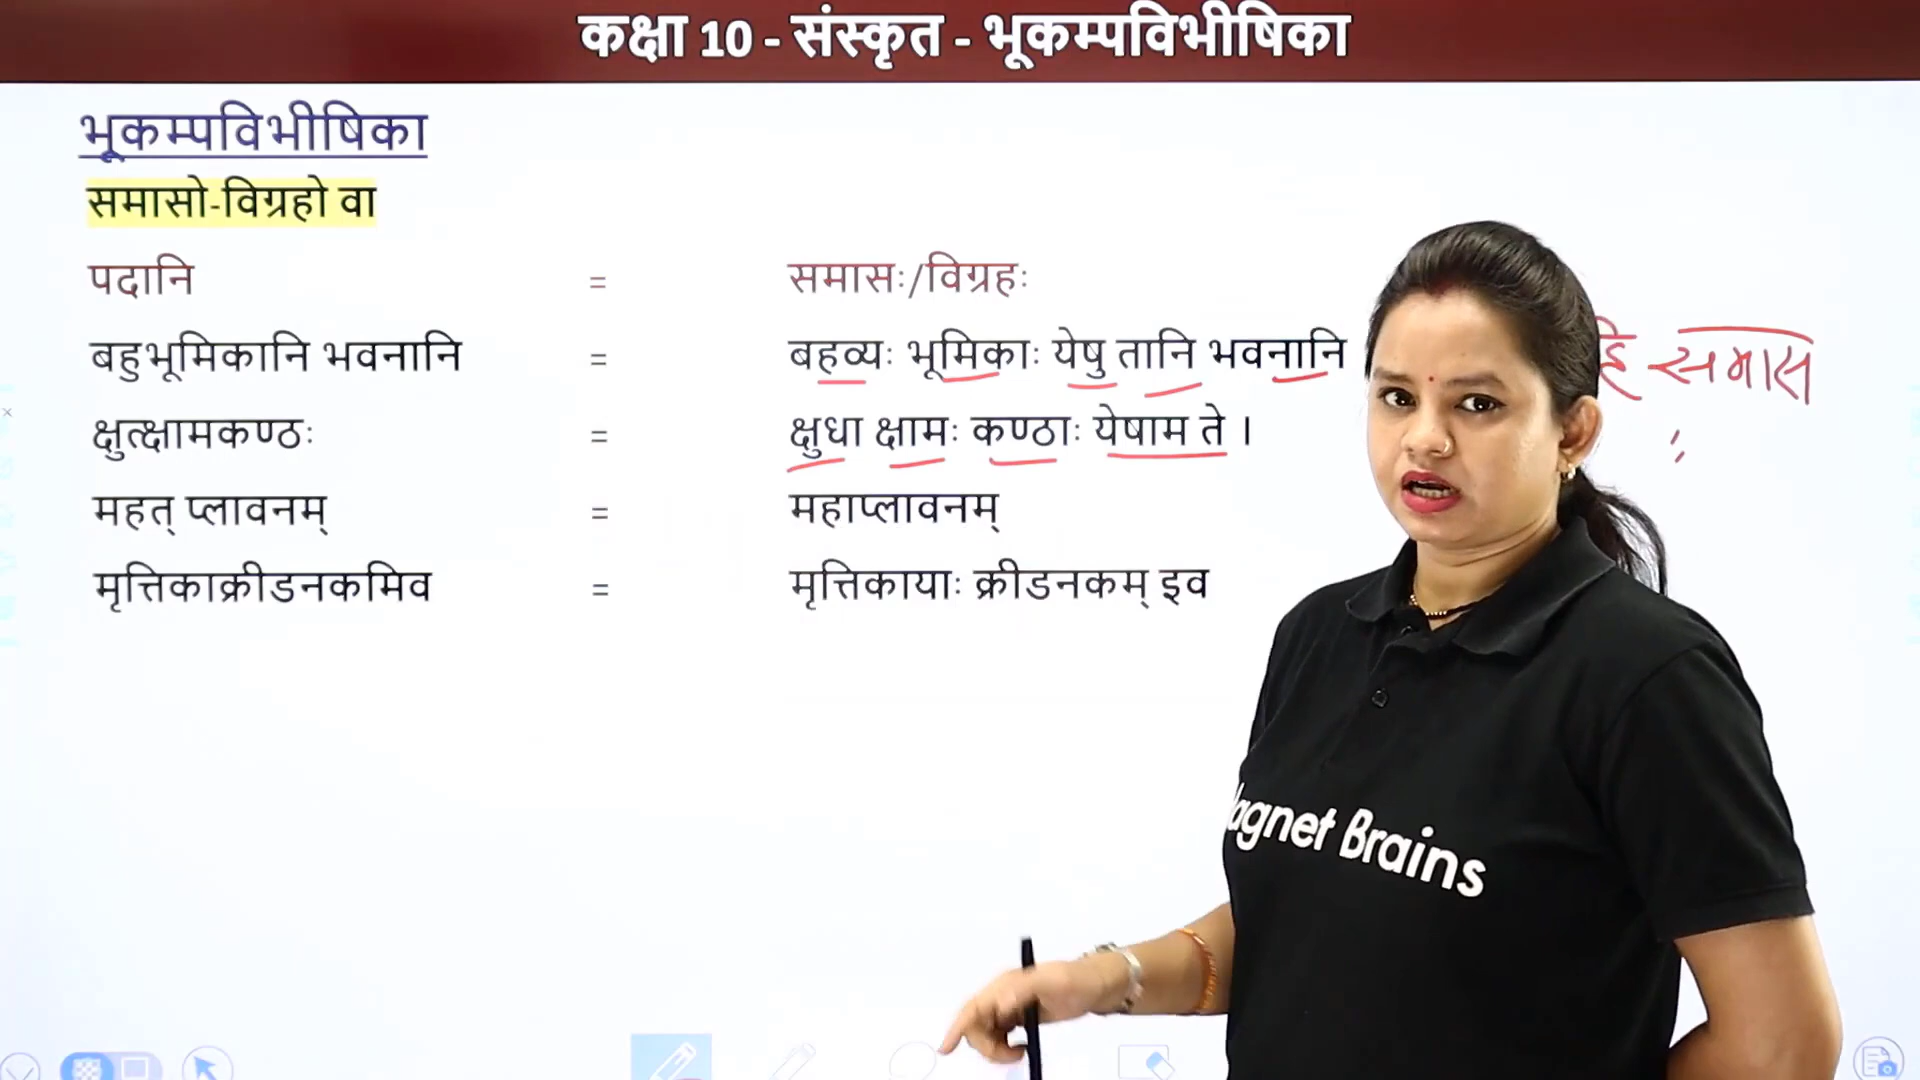 कक्षा 10 - संस्कृत - भूकम्पविभीषिका
भूकम्पविभीषिका
समासो-विग्रहो वा
पदानि = समासः/विग्रहः
बहुभूमिकानि भवनानि = बहव्यः भूमिकाः येषु तानि भवनानि
हि समास
क्षुत्क्षामकण्ठः = क्षुधा क्षामः कण्ठाः येषाम ते ।
महत् प्लावनम् = महाप्लावनम्
मृत्तिकाक्रीडनकमिव = मृत्तिकायाः क्रीडनकम् इव
agnet Brains